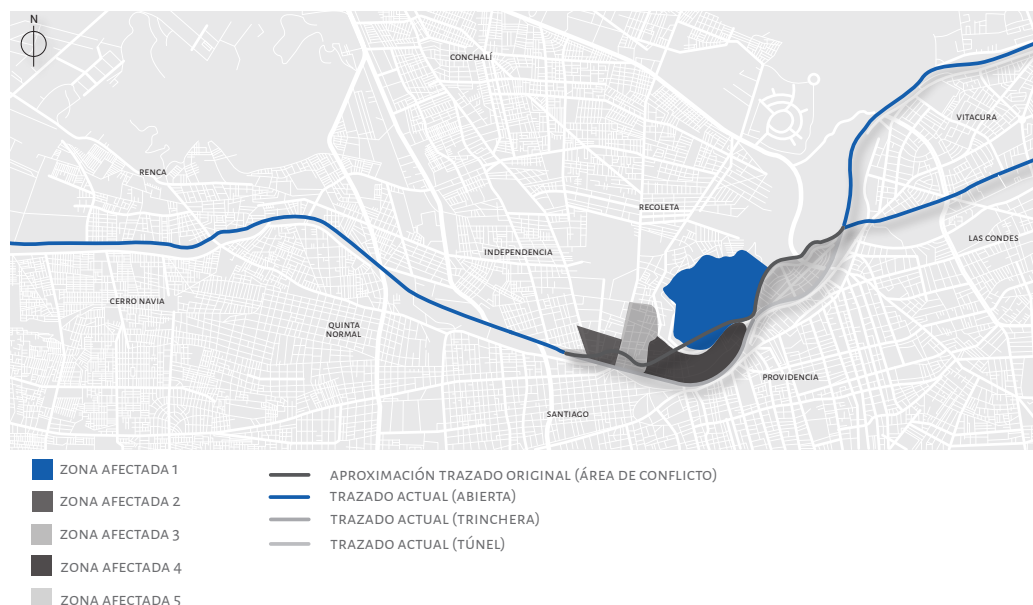 N
CONCHALÍ
VITACURA
RENCA
RECOLETA
LAS CONDES
INDEPENDENCIA
CERRO NAVIA
QUINTA
NORMAL
PROVIDENCIA
SANTIAGO
ZONA AFECTADA 1
ZONA AFECTADA 2
ZONA AFECTADA 3
ZONA AFECTADA 4
ZONA AFECTADA 5
APROXIMACIÓN TRAZADO ORIGINAL (ÁREA DE CONFLICTO)
TRAZADO ACTUAL (ABIERTA)
TRAZADO ACTUAL (TRINCHERA)
TRAZADO ACTUAL (TÚNEL)